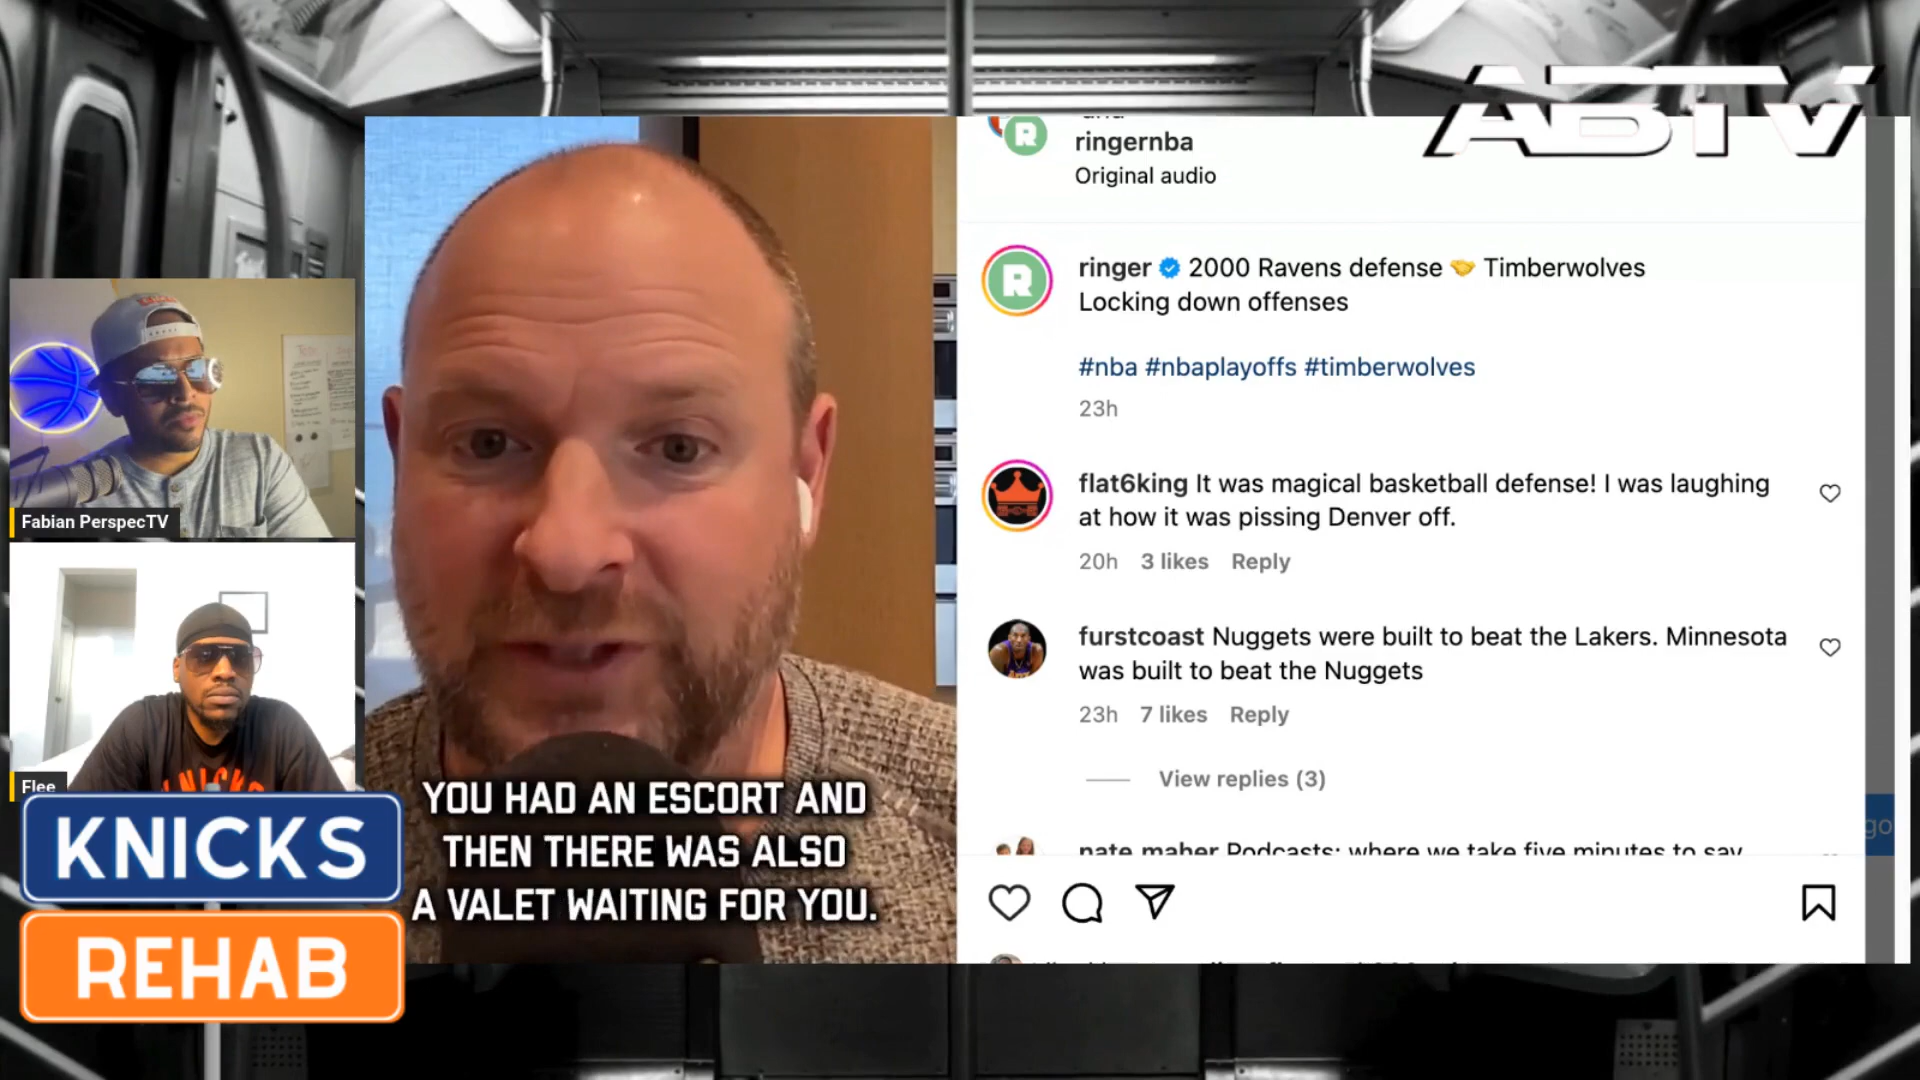 ABTV
ringernba
Original audio
ringer 2000 Ravens defense 🤝 Timberwolves
Locking down offenses
#nba #nbaplayoffs #timberwolves
23h
flat6king It was magical basketball defense! I was laughing
at how it was pissing Denver off.
20h 3 likes Reply
furstcoast Nuggets were built to beat the Lakers. Minnesota
was built to beat the Nuggets
23h 7 likes Reply
View replies (3)
nate_maher Podcasts: where we take five minutes to say
go
KNICKS
Fabian PerspecTV
KNICKS
Flee
YOU HAD AN ESCORT AND
THEN THERE WAS ALSO
A VALET WAITING FOR YOU.
KNICKS
REHAB